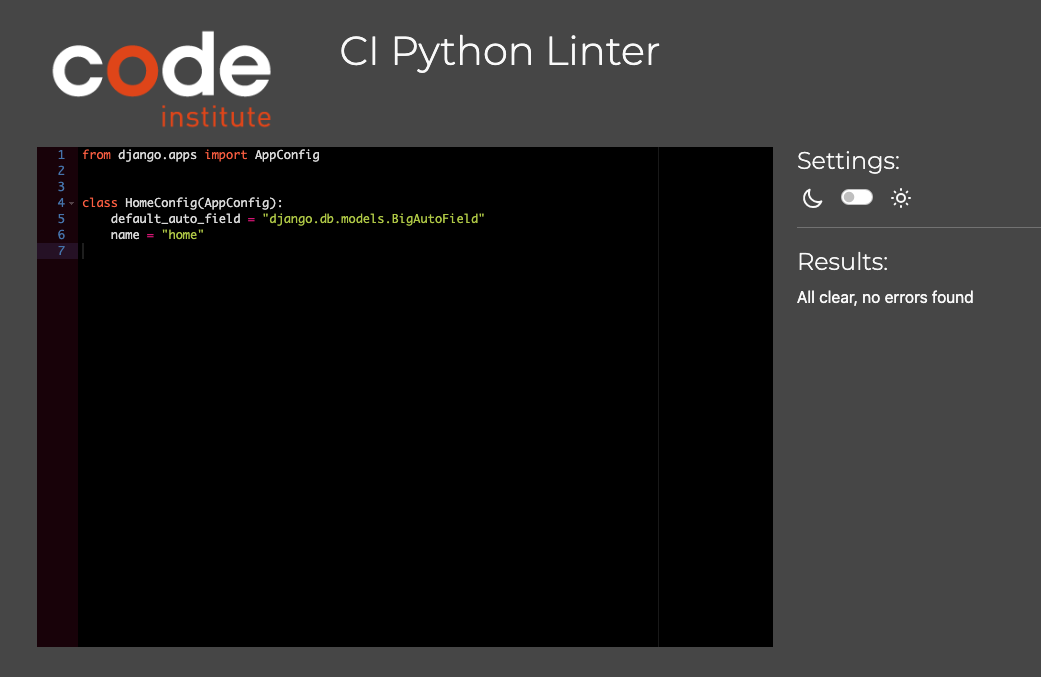 code
institute
CI Python Linter
1 from django.apps import AppConfig
2
3
4 class HomeConfig(AppConfig):
5     default_auto_field = "django.db.models.BigAutoField"
6     name = "home"
7
Settings:
Results:
All clear, no errors found